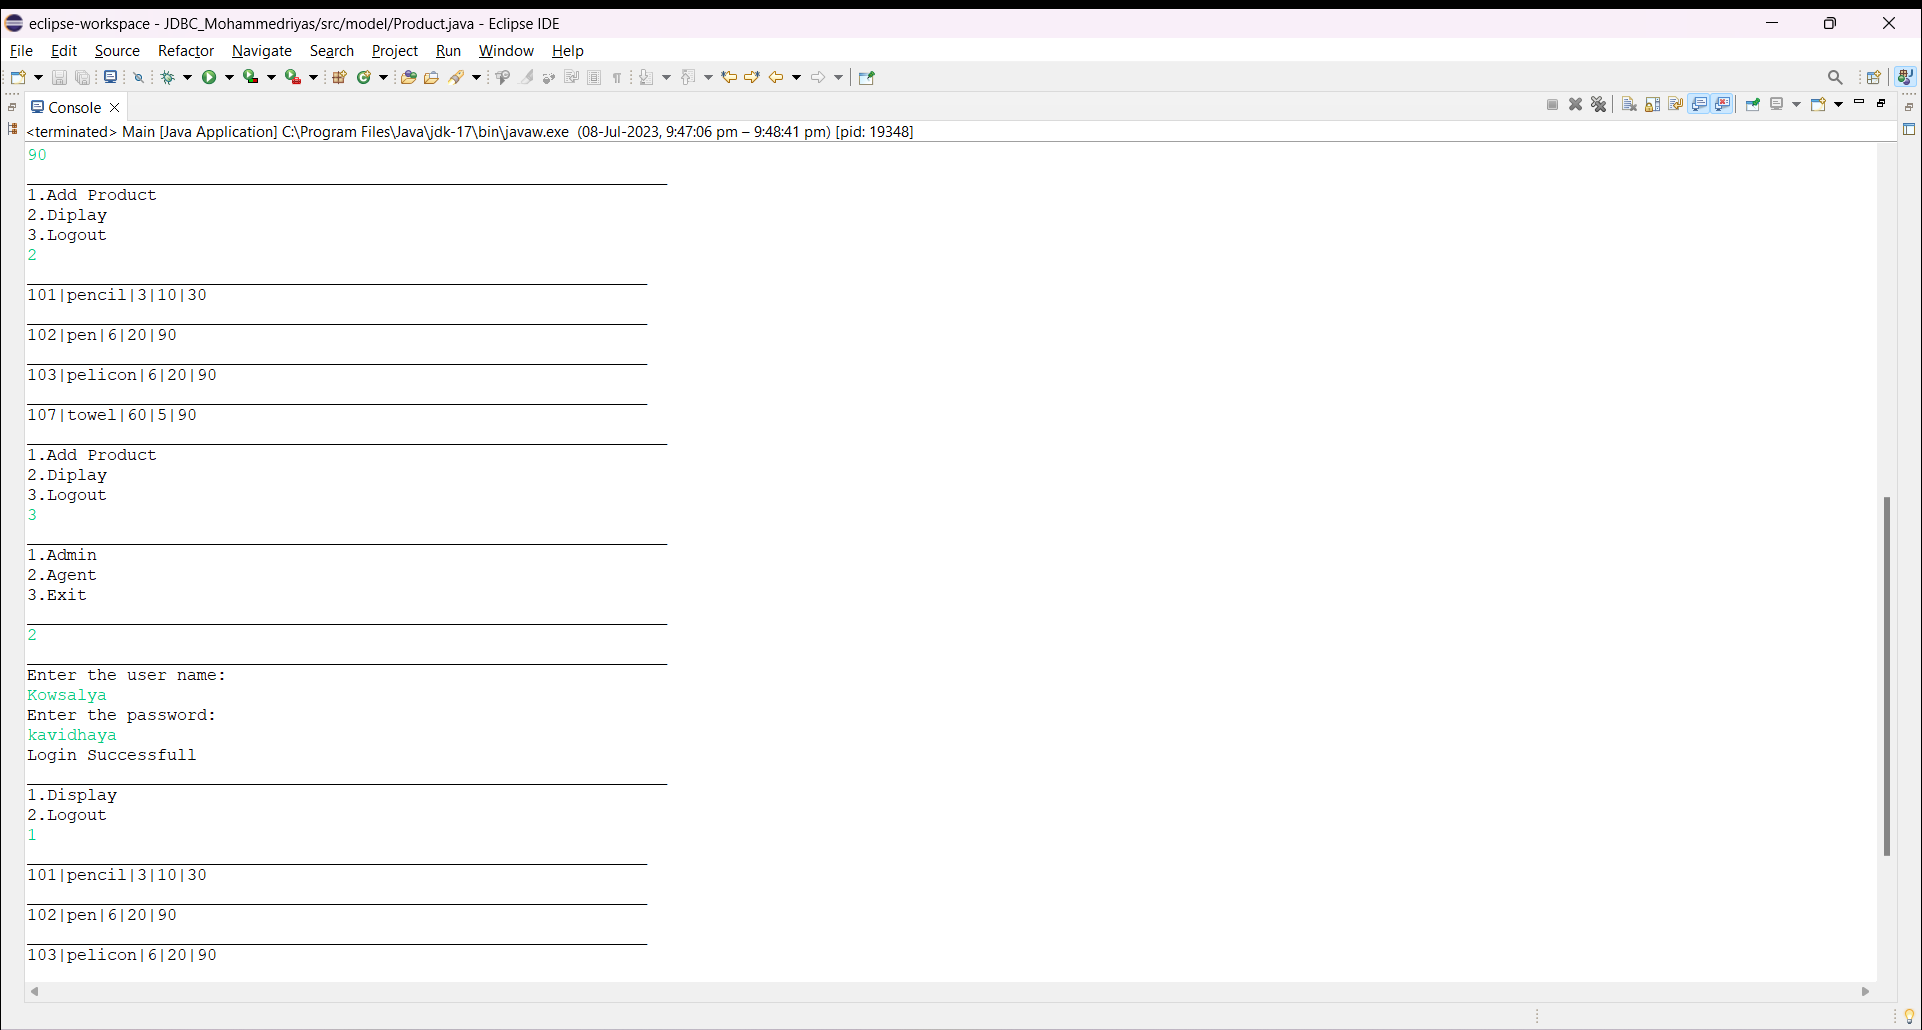 eclipse-workspace - JDBC_Mohammedriyas/src/model/Product.java - Eclipse IDE
File Edit Source Refactor Navigate Search Project Run Window Help
Console
<terminated> Main [Java Application] C:\Program Files\Java\jdk-17\bin\javaw.exe (08-Jul-2023, 9:47:06 pm – 9:48:41 pm) [pid: 19348]
90
1.Add Product
2.Diplay
3.Logout
2
101|pencil|3|10|30
102|pen|6|20|90
103|pelicon|6|20|90
107|towel|60|5|90
1.Add Product
2.Diplay
3.Logout
3
1.Admin
2.Agent
3.Exit
2
Enter the user name:
Kowsalya
Enter the password:
kavidhaya
Login Successfull
1.Display
2.Logout
1
101|pencil|3|10|30
102|pen|6|20|90
103|pelicon|6|20|90